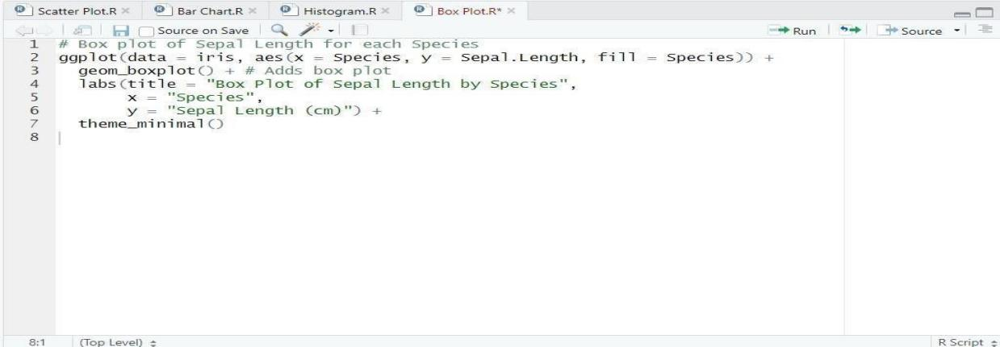 Scatter Plot.R × Bar Chart.R × Histogram.R × Box Plot.R* ×
Source on Save Run Source
1 # Box plot of Sepal Length for each Species
2 ggplot(data = iris, aes(x = Species, y = Sepal.Length, fill = Species)) +
3   geom_boxplot() + # Adds box plot
4   labs(title = "Box Plot of Sepal Length by Species",
5        x = "Species",
6        y = "Sepal Length (cm)") +
7   theme_minimal()
8
8:1 (Top Level) R Script